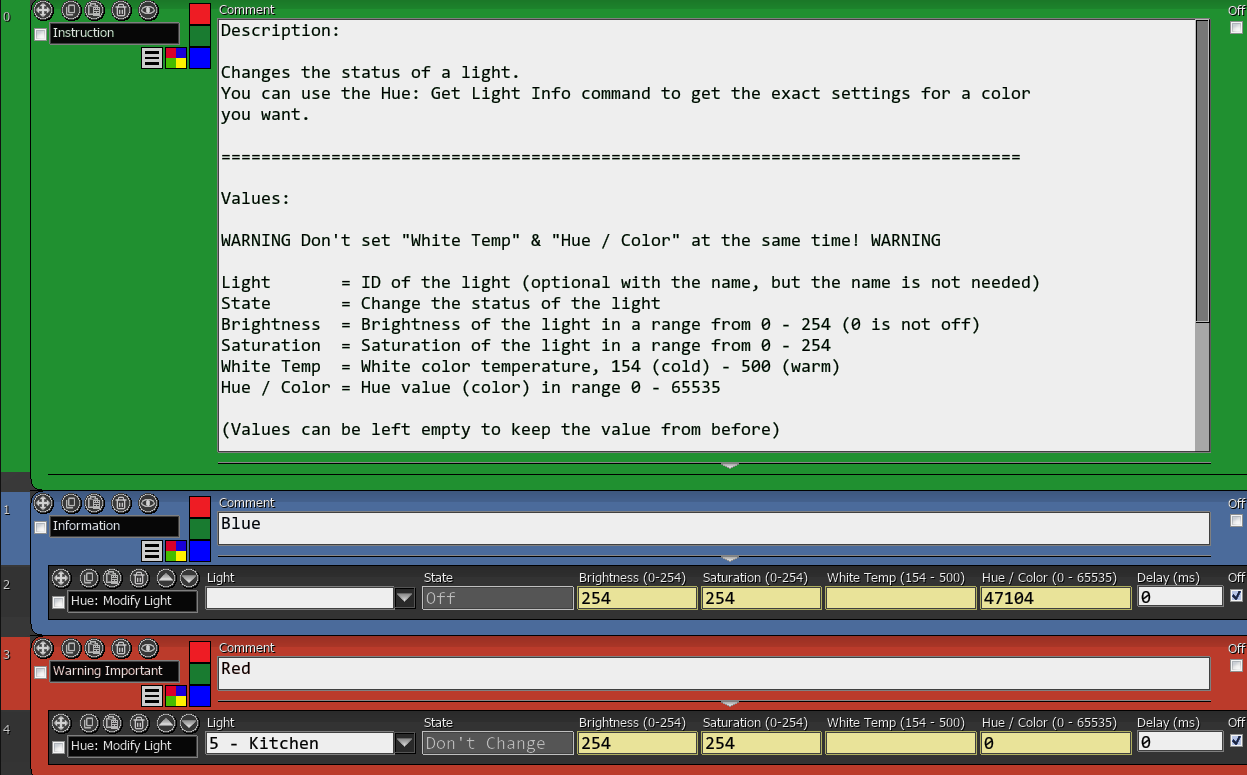 0
Comment
Off
Instruction
Description:
Changes the status of a light.
You can use the Hue: Get Light Info command to get the exact settings for a color
you want.
================================================================================
Values:
WARNING Don't set "White Temp" & "Hue / Color" at the same time! WARNING
Light       = ID of the light (optional with the name, but the name is not needed)
State       = Change the status of the light
Brightness  = Brightness of the light in a range from 0 - 254 (0 is not off)
Saturation  = Saturation of the light in a range from 0 - 254
White Temp  = White color temperature, 154 (cold) - 500 (warm)
Hue / Color = Hue value (color) in range 0 - 65535
(Values can be left empty to keep the value from before)
1
Comment
Off
Information
Blue
2
Light State Brightness (0-254) Saturation (0-254) White Temp (154 - 500) Hue / Color (0 - 65535) Delay (ms) Off
Hue: Modify Light Off 254 254 47104 0
3
Comment
Off
Warning Important
Red
4
Light State Brightness (0-254) Saturation (0-254) White Temp (154 - 500) Hue / Color (0 - 65535) Delay (ms) Off
Hue: Modify Light 5 - Kitchen Don't Change 254 254 0 0